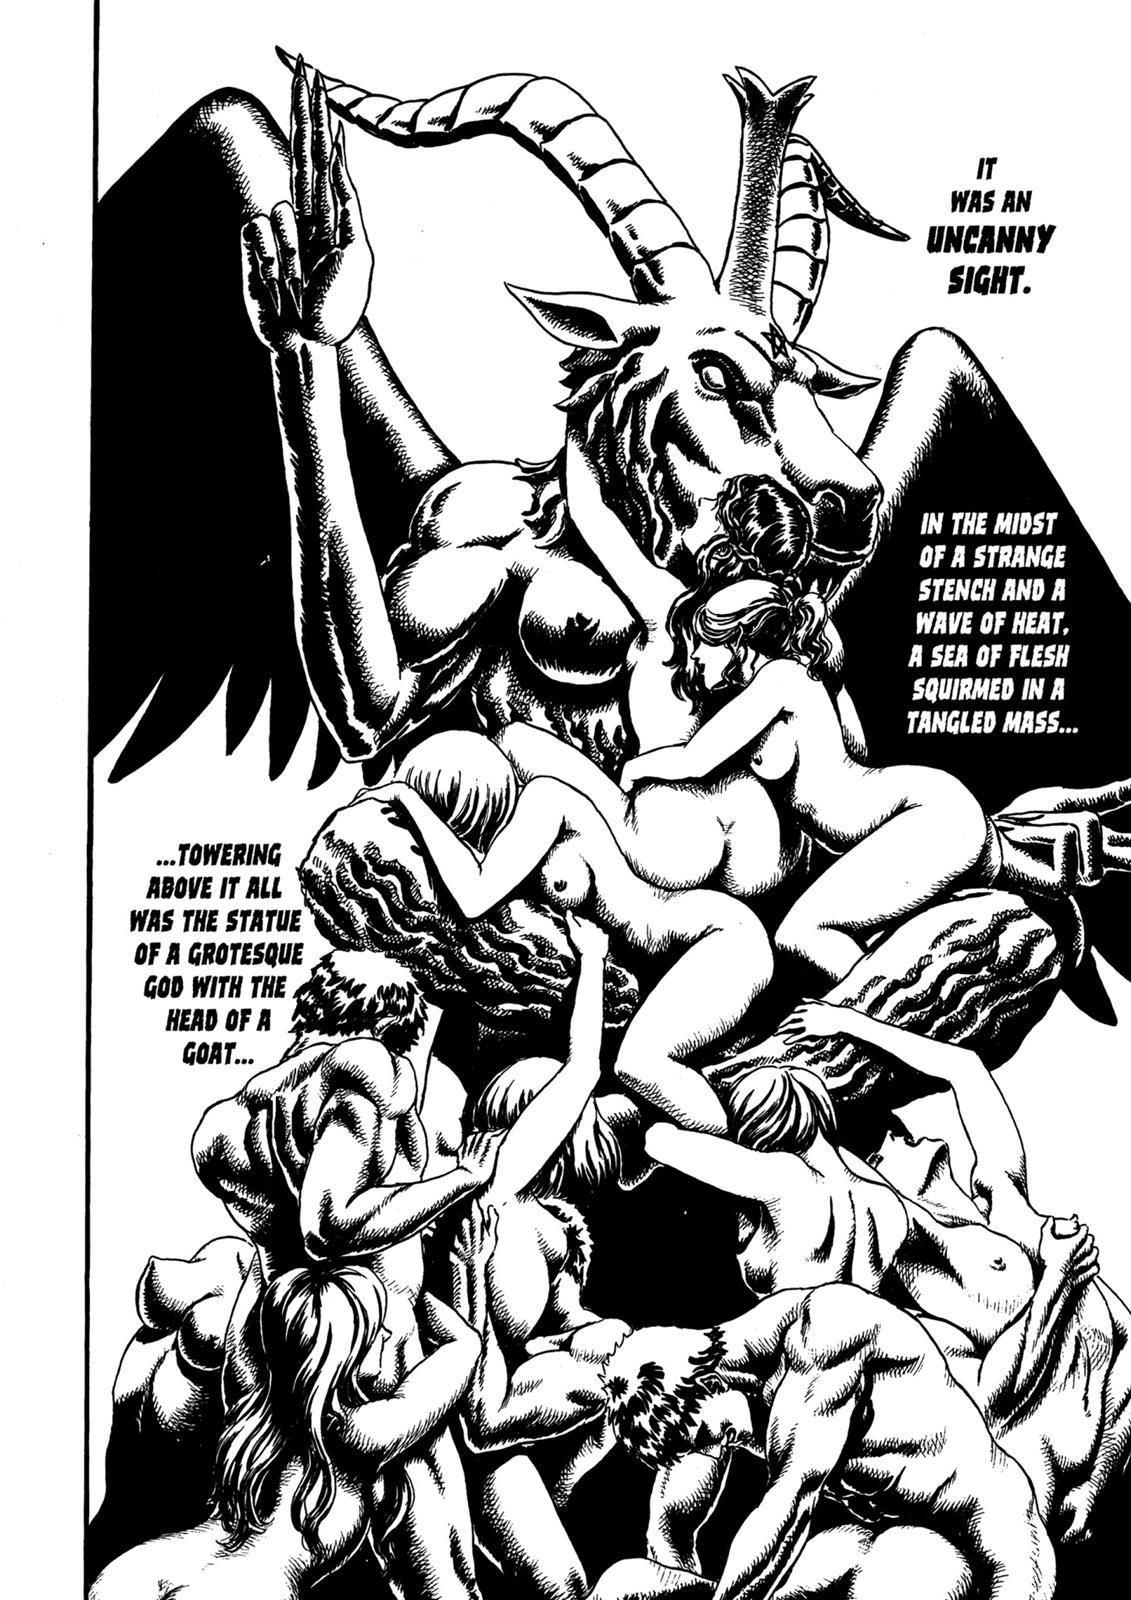 IT
WAS AN
UNCANNY
SIGHT.
IN THE MIDST
OF A STRANGE
STENCH AND A
WAVE OF HEAT,
A SEA OF FLESH
SQUIRMED IN A
TANGLED MASS...
...TOWERING
ABOVE IT ALL
WAS THE STATUE
OF A GROTESQUE
GOD WITH THE
HEAD OF A
GOAT...